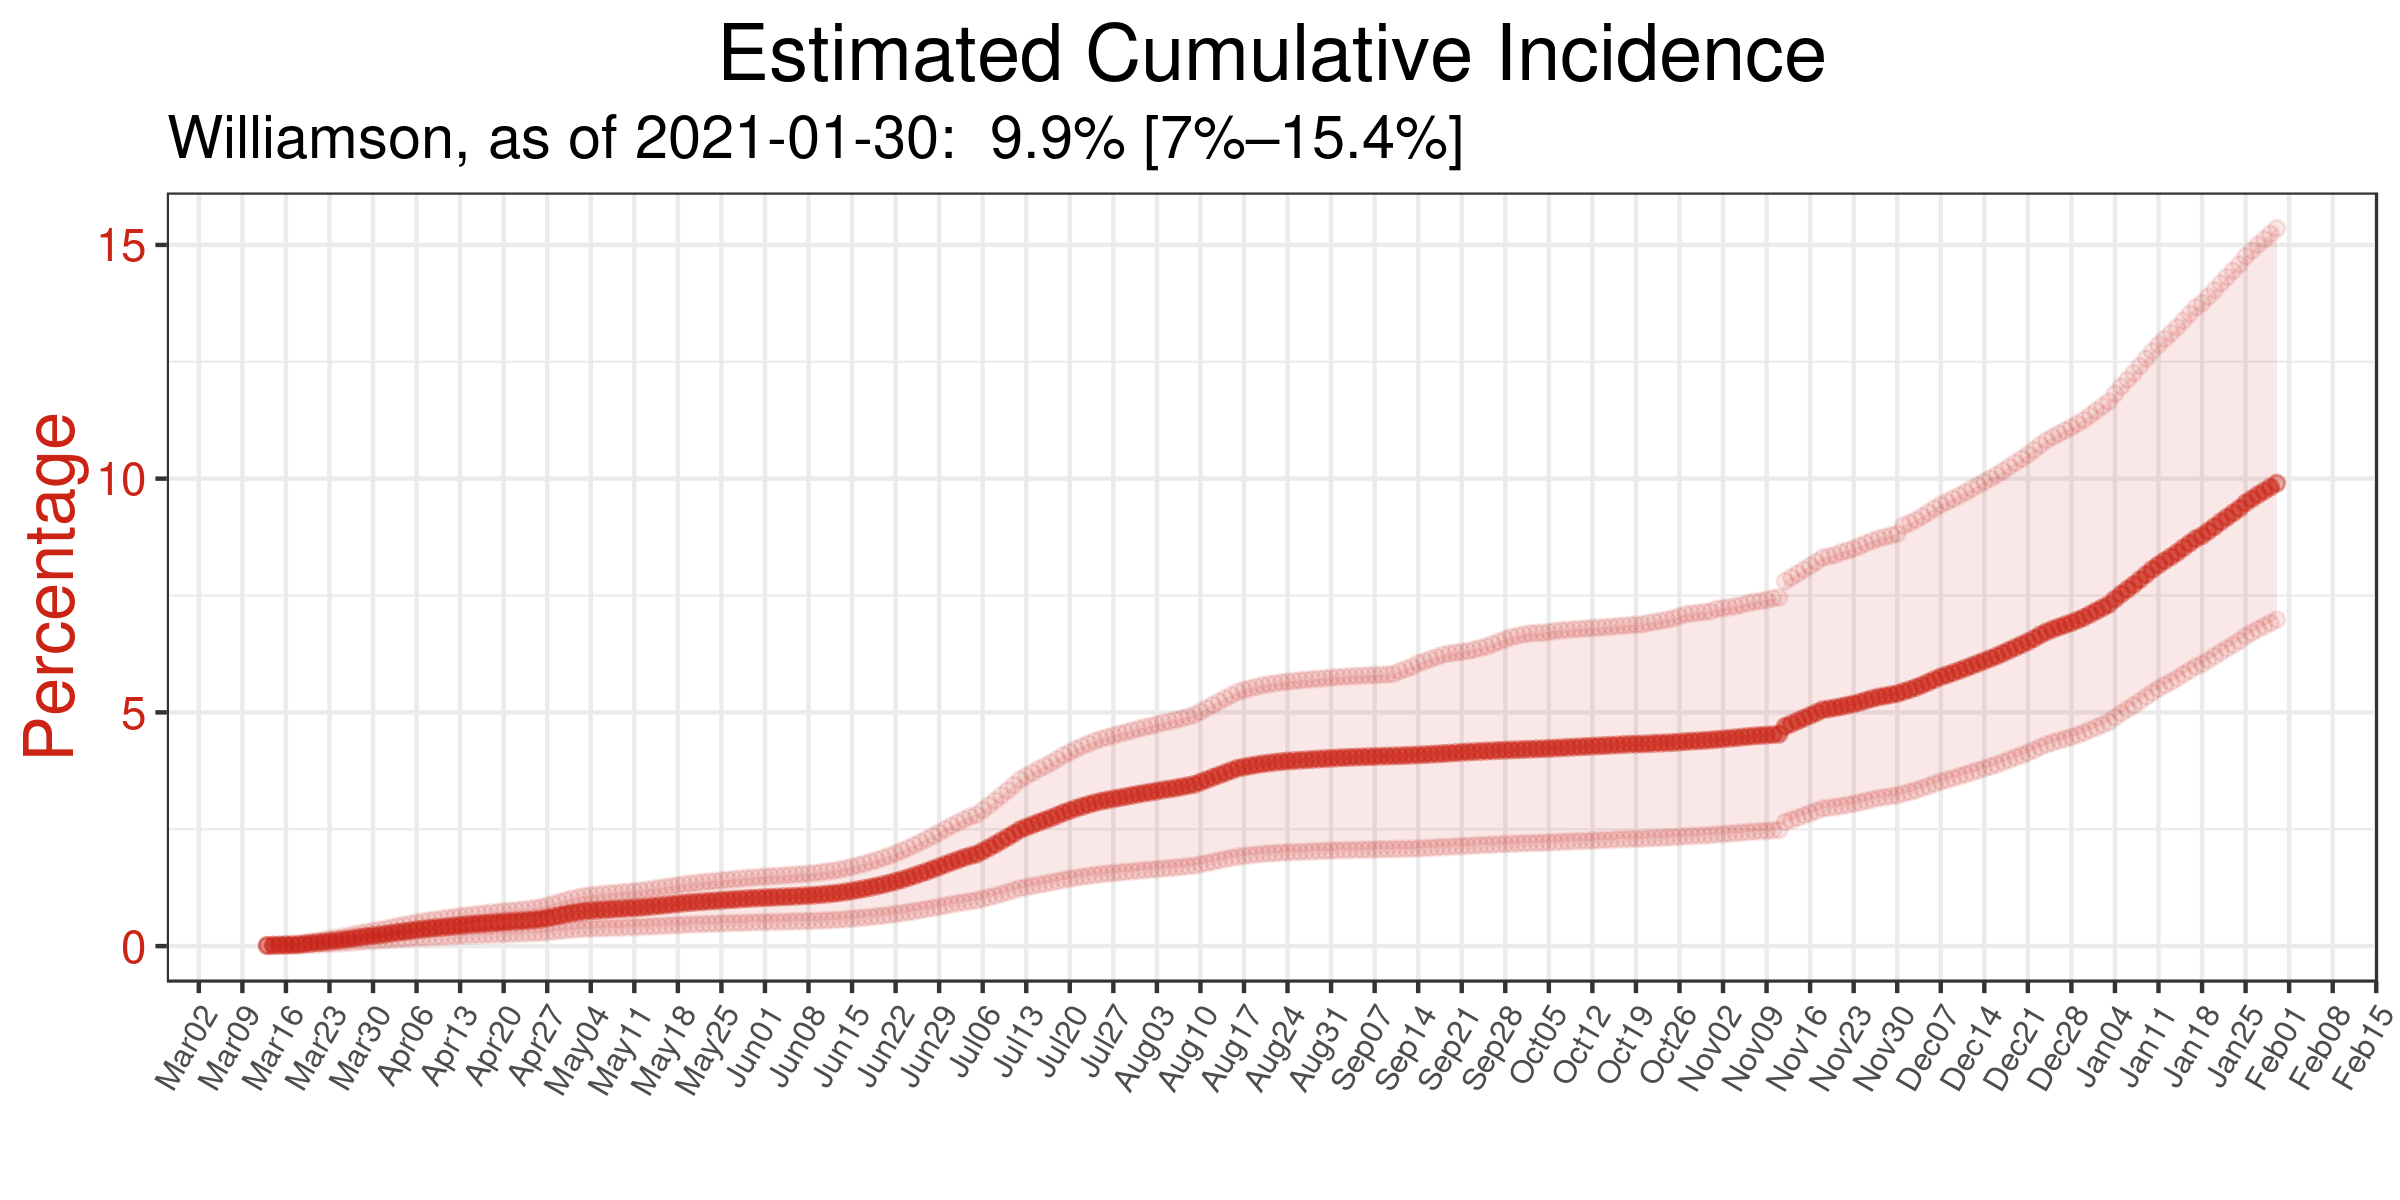 Estimated Cumulative Incidence
Williamson, as of 2021-01-30:  9.9% [7%–15.4%]
Percentage
15
10
5
0
Mar02
Mar09
Mar16
Mar23
Mar30
Apr06
Apr13
Apr20
Apr27
May04
May11
May18
May25
Jun01
Jun08
Jun15
Jun22
Jun29
Jul06
Jul13
Jul20
Jul27
Aug03
Aug10
Aug17
Aug24
Aug31
Sep07
Sep14
Sep21
Sep28
Oct05
Oct12
Oct19
Oct26
Nov02
Nov09
Nov16
Nov23
Nov30
Dec07
Dec14
Dec21
Dec28
Jan04
Jan11
Jan18
Jan25
Feb01
Feb08
Feb15